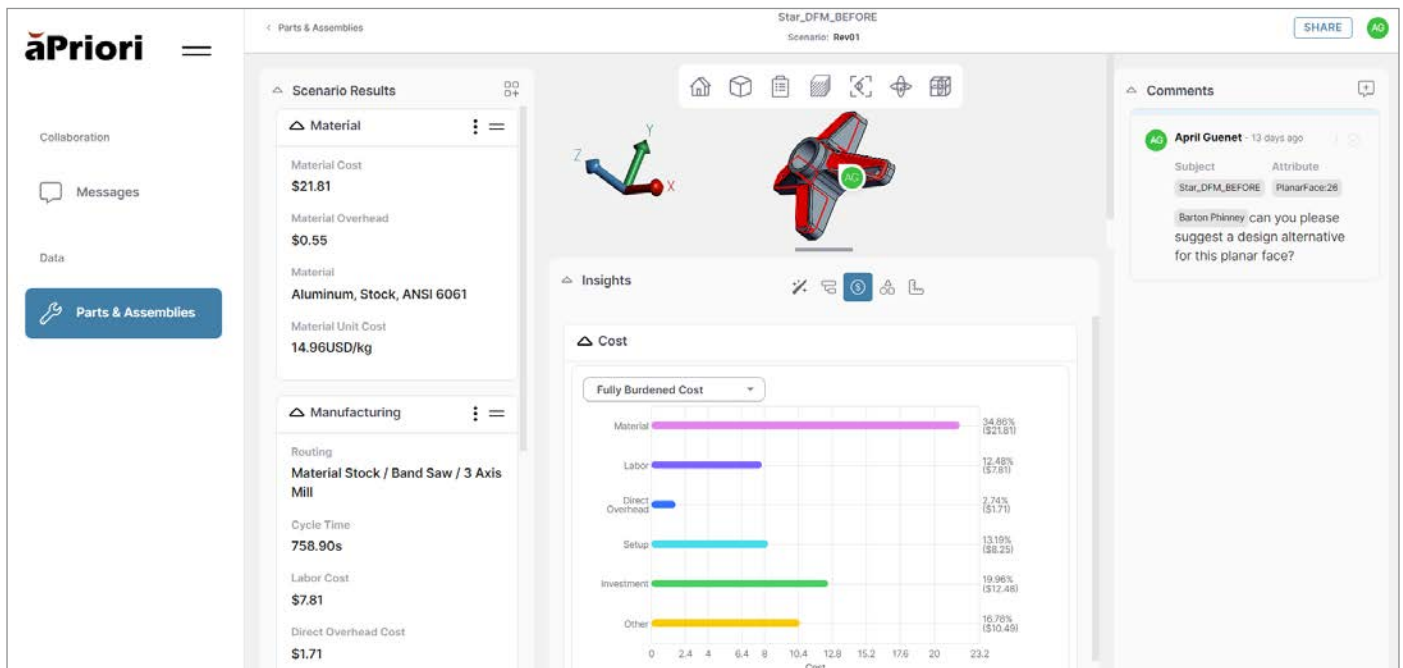 āPriori
Collaboration
Messages
Data
Parts & Assemblies
< Parts & Assemblies
Star_DFM_BEFORE
Scenario: Rev01
SHARE
AG
Scenario Results
Material
Material Cost
$21.81
Material Overhead
$0.55
Material
Aluminum, Stock, ANSI 6061
Material Unit Cost
14.96USD/kg
Manufacturing
Routing
Material Stock / Band Saw / 3 Axis
Mill
Cycle Time
758.90s
Labor Cost
$7.81
Direct Overhead Cost
$1.71
Y
Z
X
AG
Insights
Cost
Fully Burdened Cost
Material
34.86%
($21.81)
Labor
12.48%
($7.81)
Direct
Overhead
2.74%
($1.71)
Setup
13.19%
($8.25)
Investment
19.96%
($12.48)
Other
16.76%
($10.49)
0 2.4 4 6.4 8 10.4 12.8 15.2 17.6 20 23.2
Cost
Comments
AG
April Guenet - 13 days ago
Subject Attribute
Star_DFM_BEFORE PlanarFace:26
Barton Phinney can you please
suggest a design alternative
for this planar face?